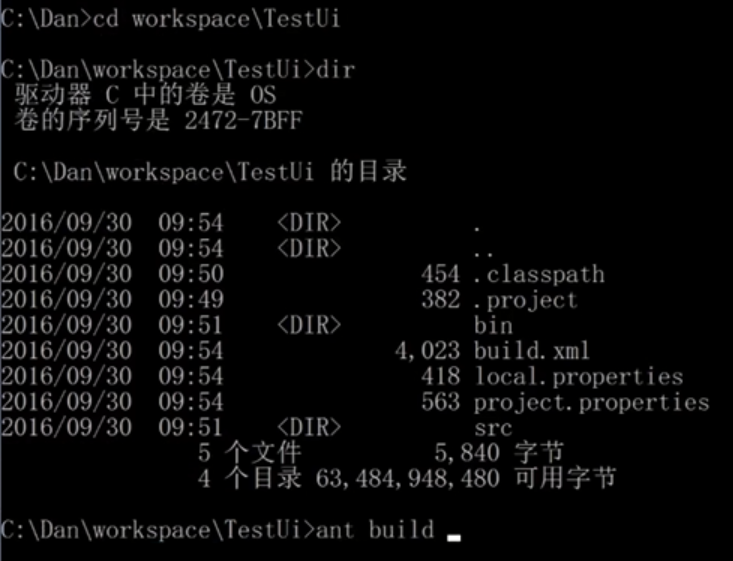 C:\Dan>cd workspace\TestUi
C:\Dan\workspace\TestUi>dir
驱动器 C 中的卷是 OS
卷的序列号是 2472-7BFF
C:\Dan\workspace\TestUi 的目录
2016/09/30  09:54    <DIR>          .
2016/09/30  09:54    <DIR>          ..
2016/09/30  09:50               454 .classpath
2016/09/30  09:49               382 .project
2016/09/30  09:51    <DIR>          bin
2016/09/30  09:54             4,023 build.xml
2016/09/30  09:54               418 local.properties
2016/09/30  09:54               563 project.properties
2016/09/30  09:51    <DIR>          src
5 个文件          5,840 字节
4 个目录 63,484,948,480 可用字节
C:\Dan\workspace\TestUi>ant build _